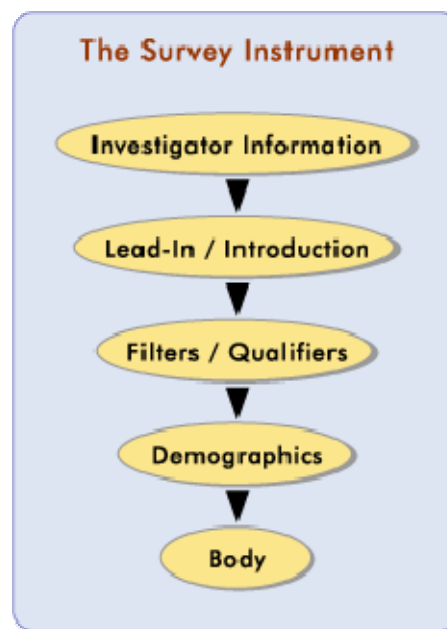 The Survey Instrument
Investigator Information
Lead-In / Introduction
Filters / Qualifiers
Demographics
Body